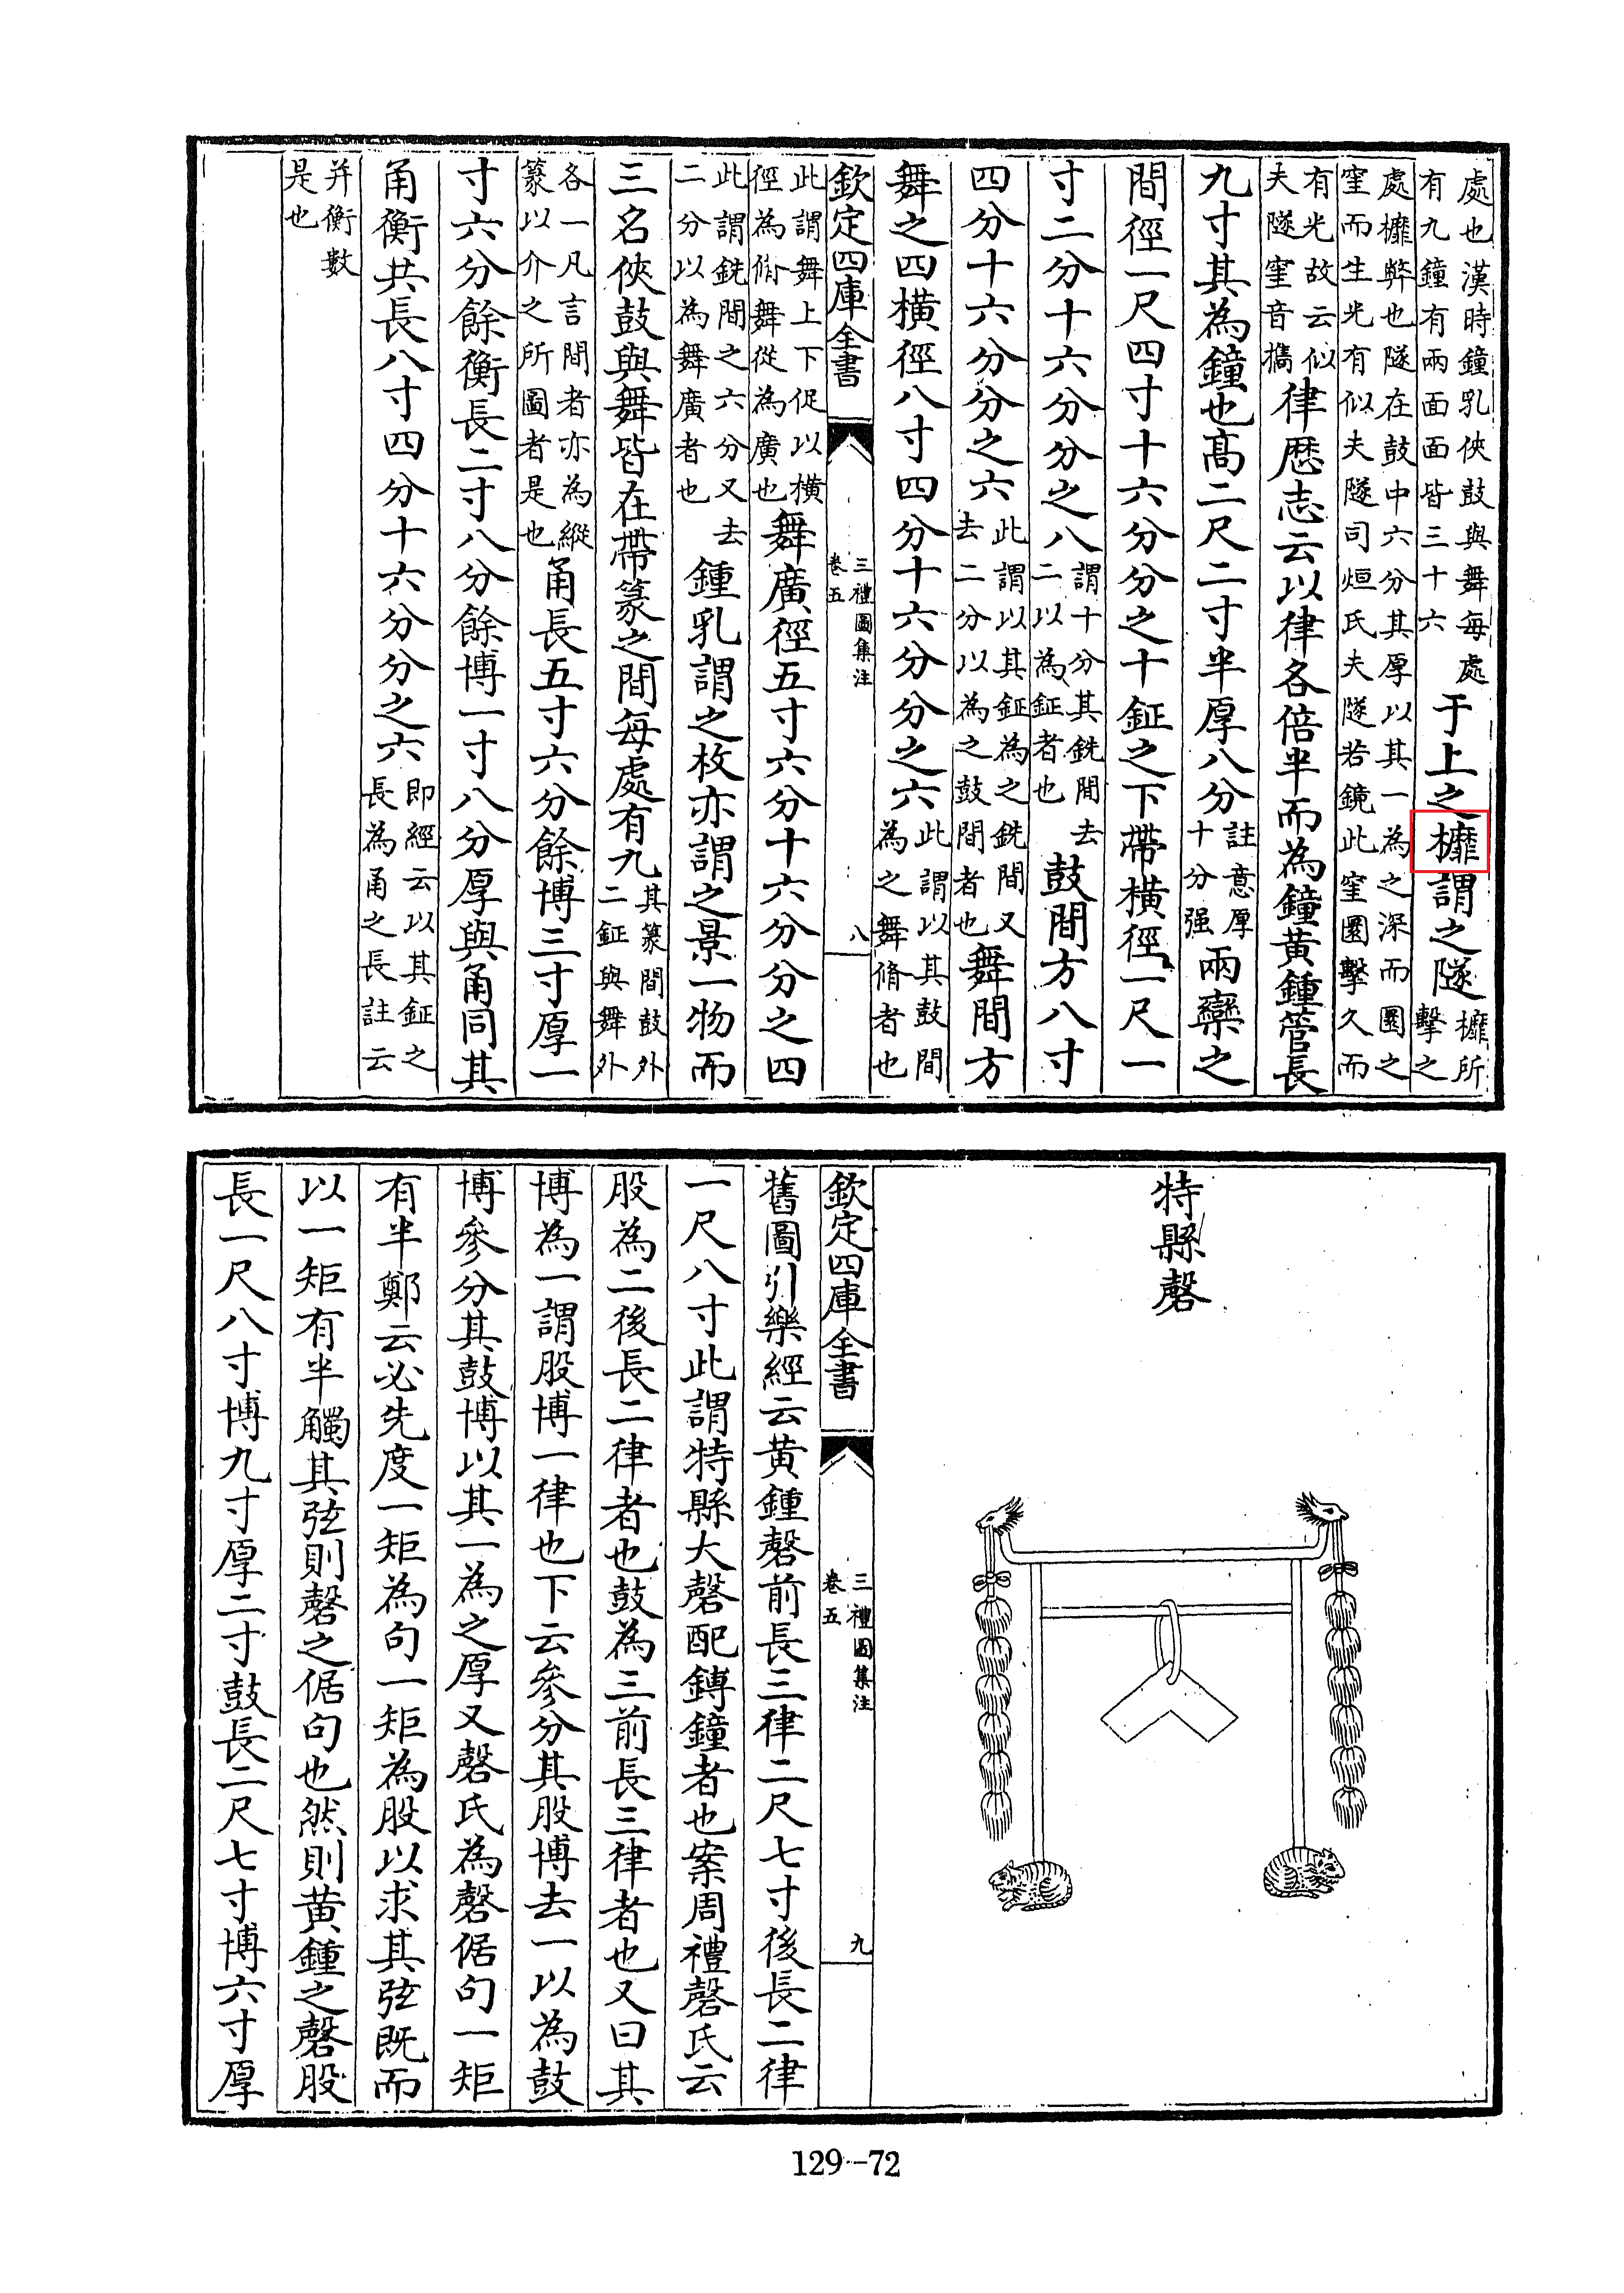 處也漢時鐘乳俠鼓與舞每處
有九鐘有兩面面皆三十六
于上之攠謂之隧
攠所
擊之
處攠弊也隧在鼓中六分其厚以其一為之深而圜之
窐而生光有似夫隧司烜氏夫隧若鏡此窐圜擊久而
有光故云似
夫隧窐音檇
律厯志云以律各倍半而為鐘黄鍾管長
九寸其為鐘也髙二尺二寸半厚八分
註意厚
十分强
兩欒之
間徑一尺四寸十六分分之十鉦之下帶横徑一尺一
寸二分十六分分之八
謂十分其銑間去
二以為鉦者也
鼓間方八寸
四分十六分分之六
此謂以其鉦為之銑間又
去二分以為之鼓間者也
舞間方
舞之四横徑八寸四分十六分分之六
此謂以其鼓間
為之舞脩者也
欽定四庫全書
三禮圖集注
卷五
八
此謂舞上下促以横
徑為脩舞從為廣也
舞廣徑五寸六分十六分分之四
此謂銑間之六分又去
二分以為舞廣者也
鍾乳謂之枚亦謂之景一物而
三名俠鼓與舞皆在帶篆之間每處有九
其篆間鼓外
二鉦與舞外
各一凡言間者亦為縱
篆以介之所圖者是也
甬長五寸六分餘博三寸厚一
寸六分餘衡長二寸八分餘博一寸八分厚與甬同其
甬衡共長八寸四分十六分分之六
即經云以其鉦之
長為甬之長註云
并衡數
是也
特縣磬
欽定四庫全書
三禮圖集注
卷五
九
舊圖引樂經云黄鍾磬前長三律二尺七寸後長二律
一尺八寸此謂特縣大磬配鎛鐘者也案周禮磬氏云
股為二後長二律者也鼓為三前長三律者也又曰其
博為一謂股博一律也下云參分其股博去一以為鼓
博參分其鼓博以其一為之厚又磬氏為磬倨句一矩
有半鄭云必先度一矩為句一矩為股以求其弦既而
以一矩有半觸其弦則磬之倨句也然則黄鍾之磬股
長一尺八寸博九寸厚二寸鼓長二尺七寸博六寸厚
129-72